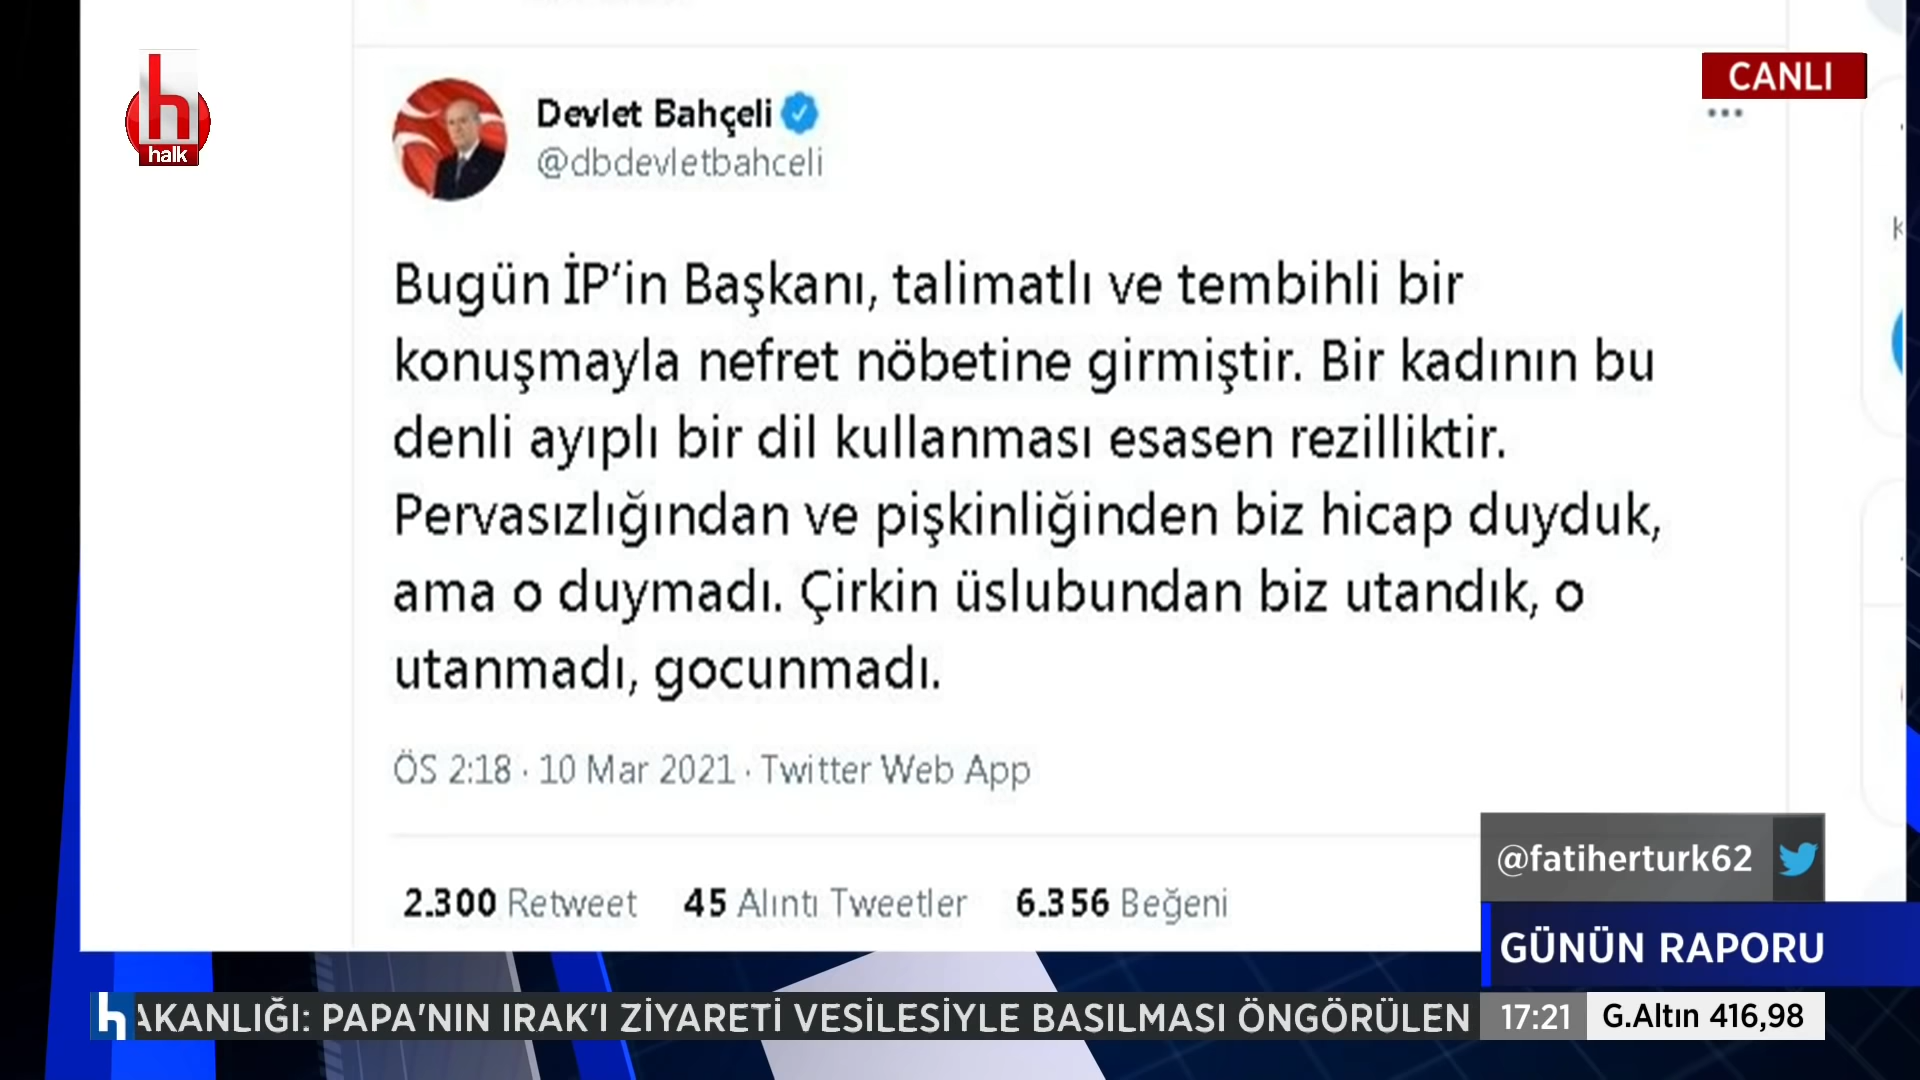 h
halk
CANLI
Devlet Bahçeli
@dbdevletbahceli
Bugün İP'in Başkanı, talimatlı ve tembihli bir
konuşmayla nefret nöbetine girmiştir. Bir kadının bu
denli ayıplı bir dil kullanması esasen rezilliktir.
Pervasızlığından ve pişkinliğinden biz hicap duyduk,
ama o duymadı. Çirkin üslubundan biz utandık, o
utanmadı, gocunmadı.
ÖS 2:18 · 10 Mar 2021 · Twitter Web App
2.300 Retweet 45 Alıntı Tweetler 6.356 Beğeni
@fatiherturk62
GÜNÜN RAPORU
h AKANLIĞI: PAPA'NIN IRAK'I ZİYARETİ VESİLESİYLE BASILMASI ÖNGÖRÜLEN 17:21 G.Altın 416,98